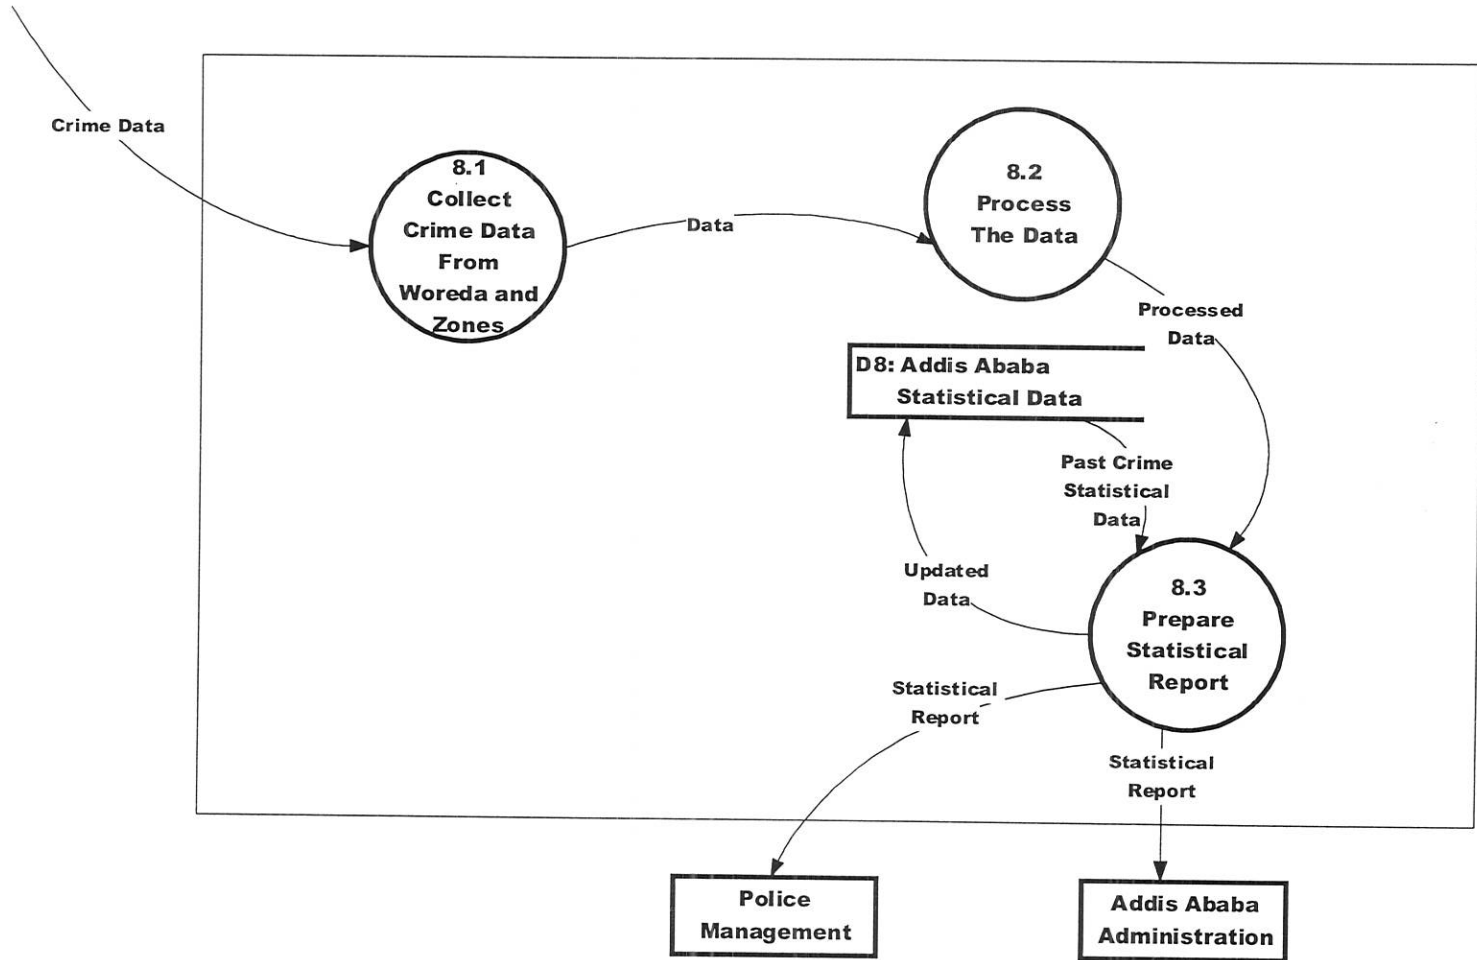 Crime Data
8.1
Collect
Crime Data
From
Woreda and
Zones
Data
8.2
Process
The Data
Processed
Data
D8: Addis Ababa
Statistical Data
Past Crime
Statistical
Data
Updated
Data
8.3
Prepare
Statistical
Report
Statistical
Report
Statistical
Report
Police
Management
Addis Ababa
Administration